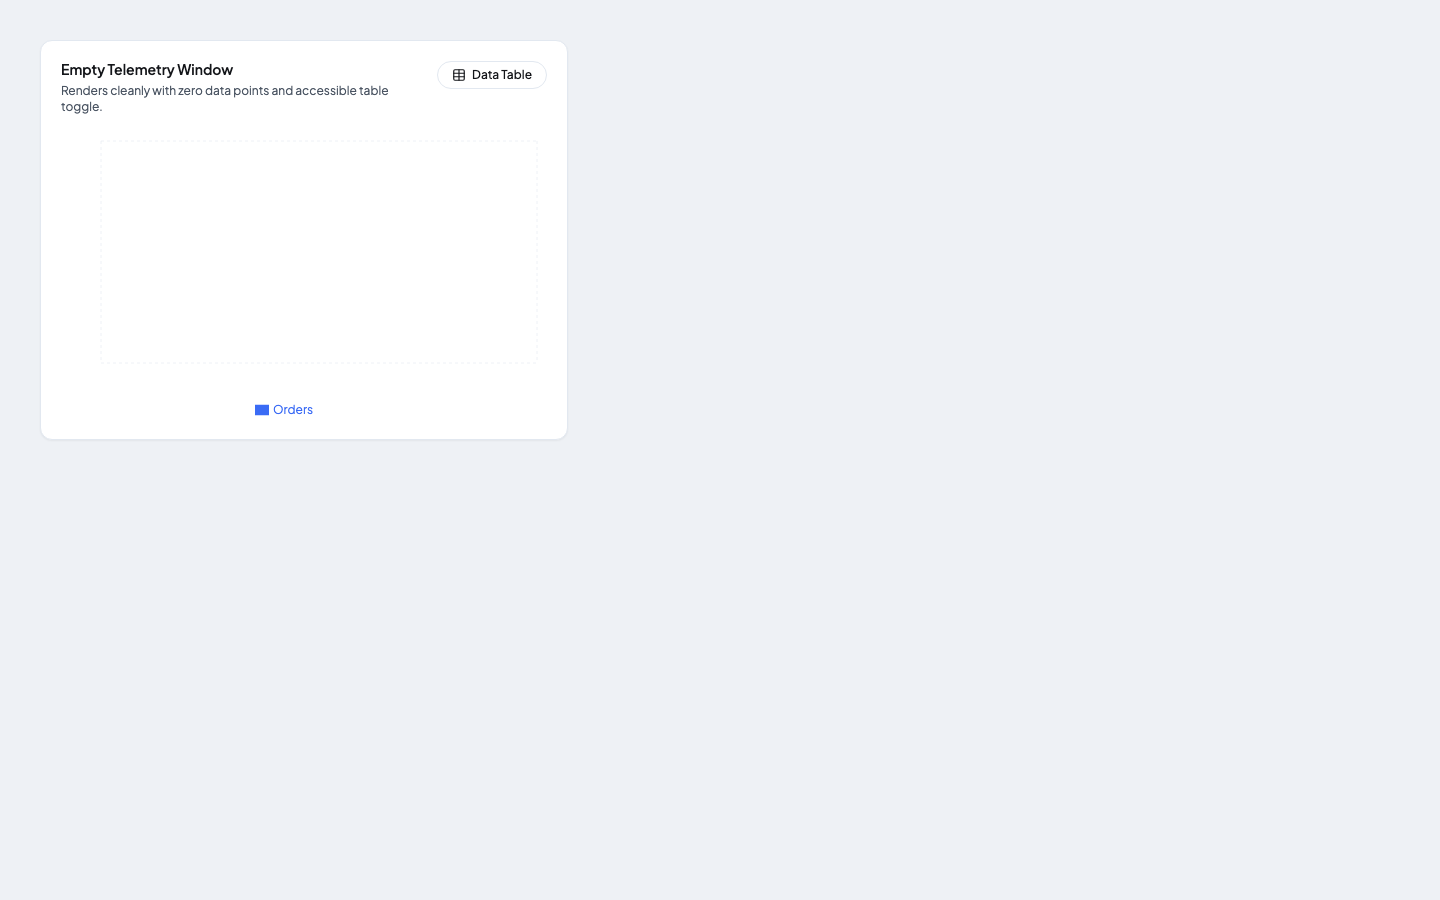 Empty Telemetry Window
Data Table
Renders cleanly with zero data points and accessible table
toggle.
Orders